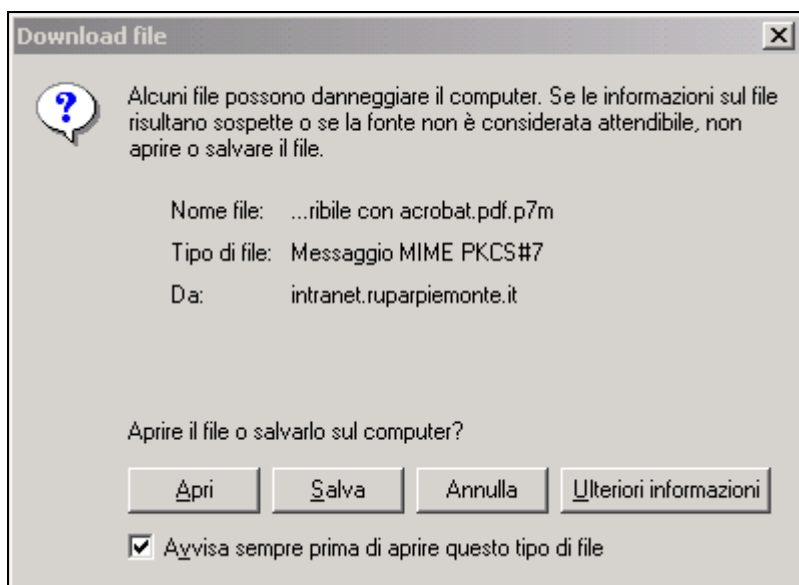 Download file
Alcuni file possono danneggiare il computer. Se le informazioni sul file
risultano sospette o se la fonte non è considerata attendibile, non
aprire o salvare il file.
Nome file: ...ribile con acrobat.pdf.p7m
Tipo di file: Messaggio MIME PKCS#7
Da: intranet.ruparpiemonte.it
Aprire il file o salvarlo sul computer?
Apri Salva Annulla Ulteriori informazioni
Avvisa sempre prima di aprire questo tipo di file